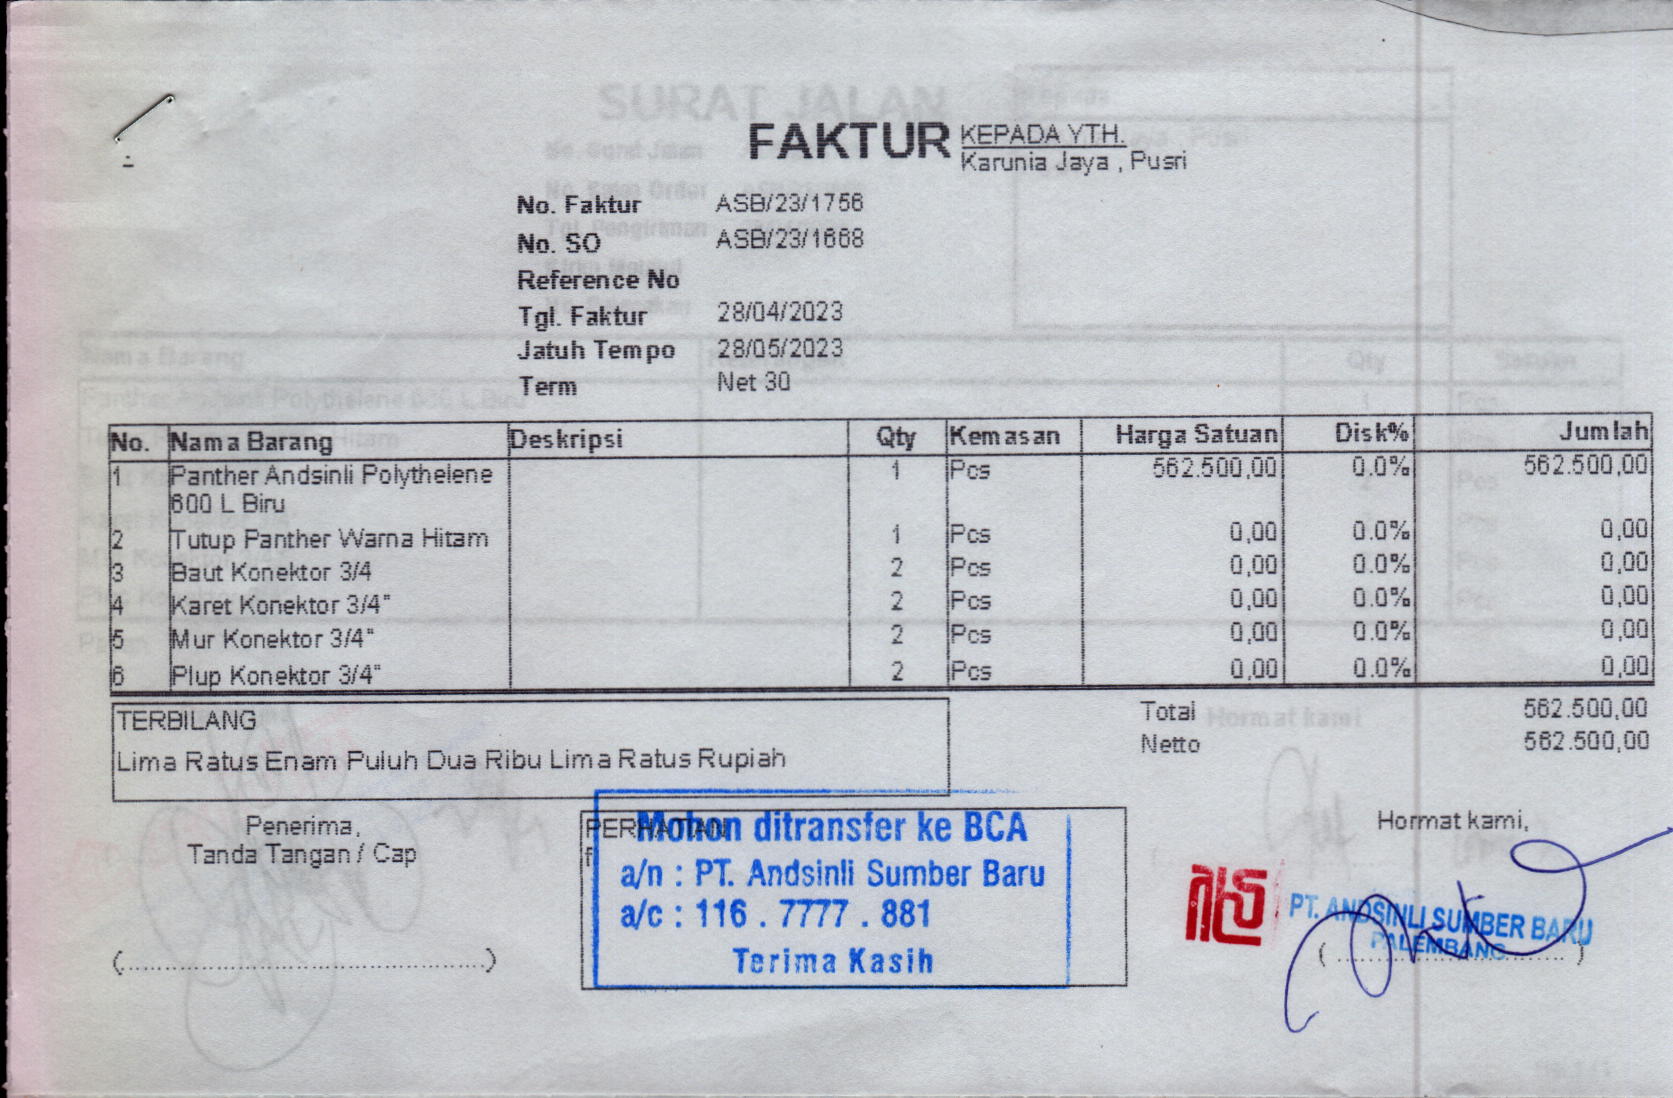 FAKTUR
KEPADA YTH.
Karunia Jaya , Pusri
No. Faktur ASB/23/1756
No. SO ASB/23/1668
Reference No
Tgl. Faktur 28/04/2023
Jatuh Tempo 28/05/2023
Term Net 30
No. Nama Barang Deskripsi Qty Kemasan Harga Satuan Disk% Jumlah
1 Panther Andsinli Polythelene 1 Pcs 562.500,00 0.0% 562.500,00
600 L Biru
2 Tutup Panther Warna Hitam 1 Pcs 0,00 0.0% 0,00
3 Baut Konektor 3/4 2 Pcs 0,00 0.0% 0,00
4 Karet Konektor 3/4" 2 Pcs 0,00 0.0% 0,00
5 Mur Konektor 3/4" 2 Pcs 0,00 0.0% 0,00
6 Plup Konektor 3/4" 2 Pcs 0,00 0.0% 0,00
TERBILANG
Lima Ratus Enam Puluh Dua Ribu Lima Ratus Rupiah
Total 562.500,00
Netto 562.500,00
Penerima,
Tanda Tangan / Cap
PERHATIAN
Mohon ditransfer ke BCA
a/n : PT. Andsinli Sumber Baru
a/c : 116 . 7777 . 881
Terima Kasih
Hormat kami,
PT. ANDSINLI SUMBER BARU
PALEMBANG
SURAT JALAN